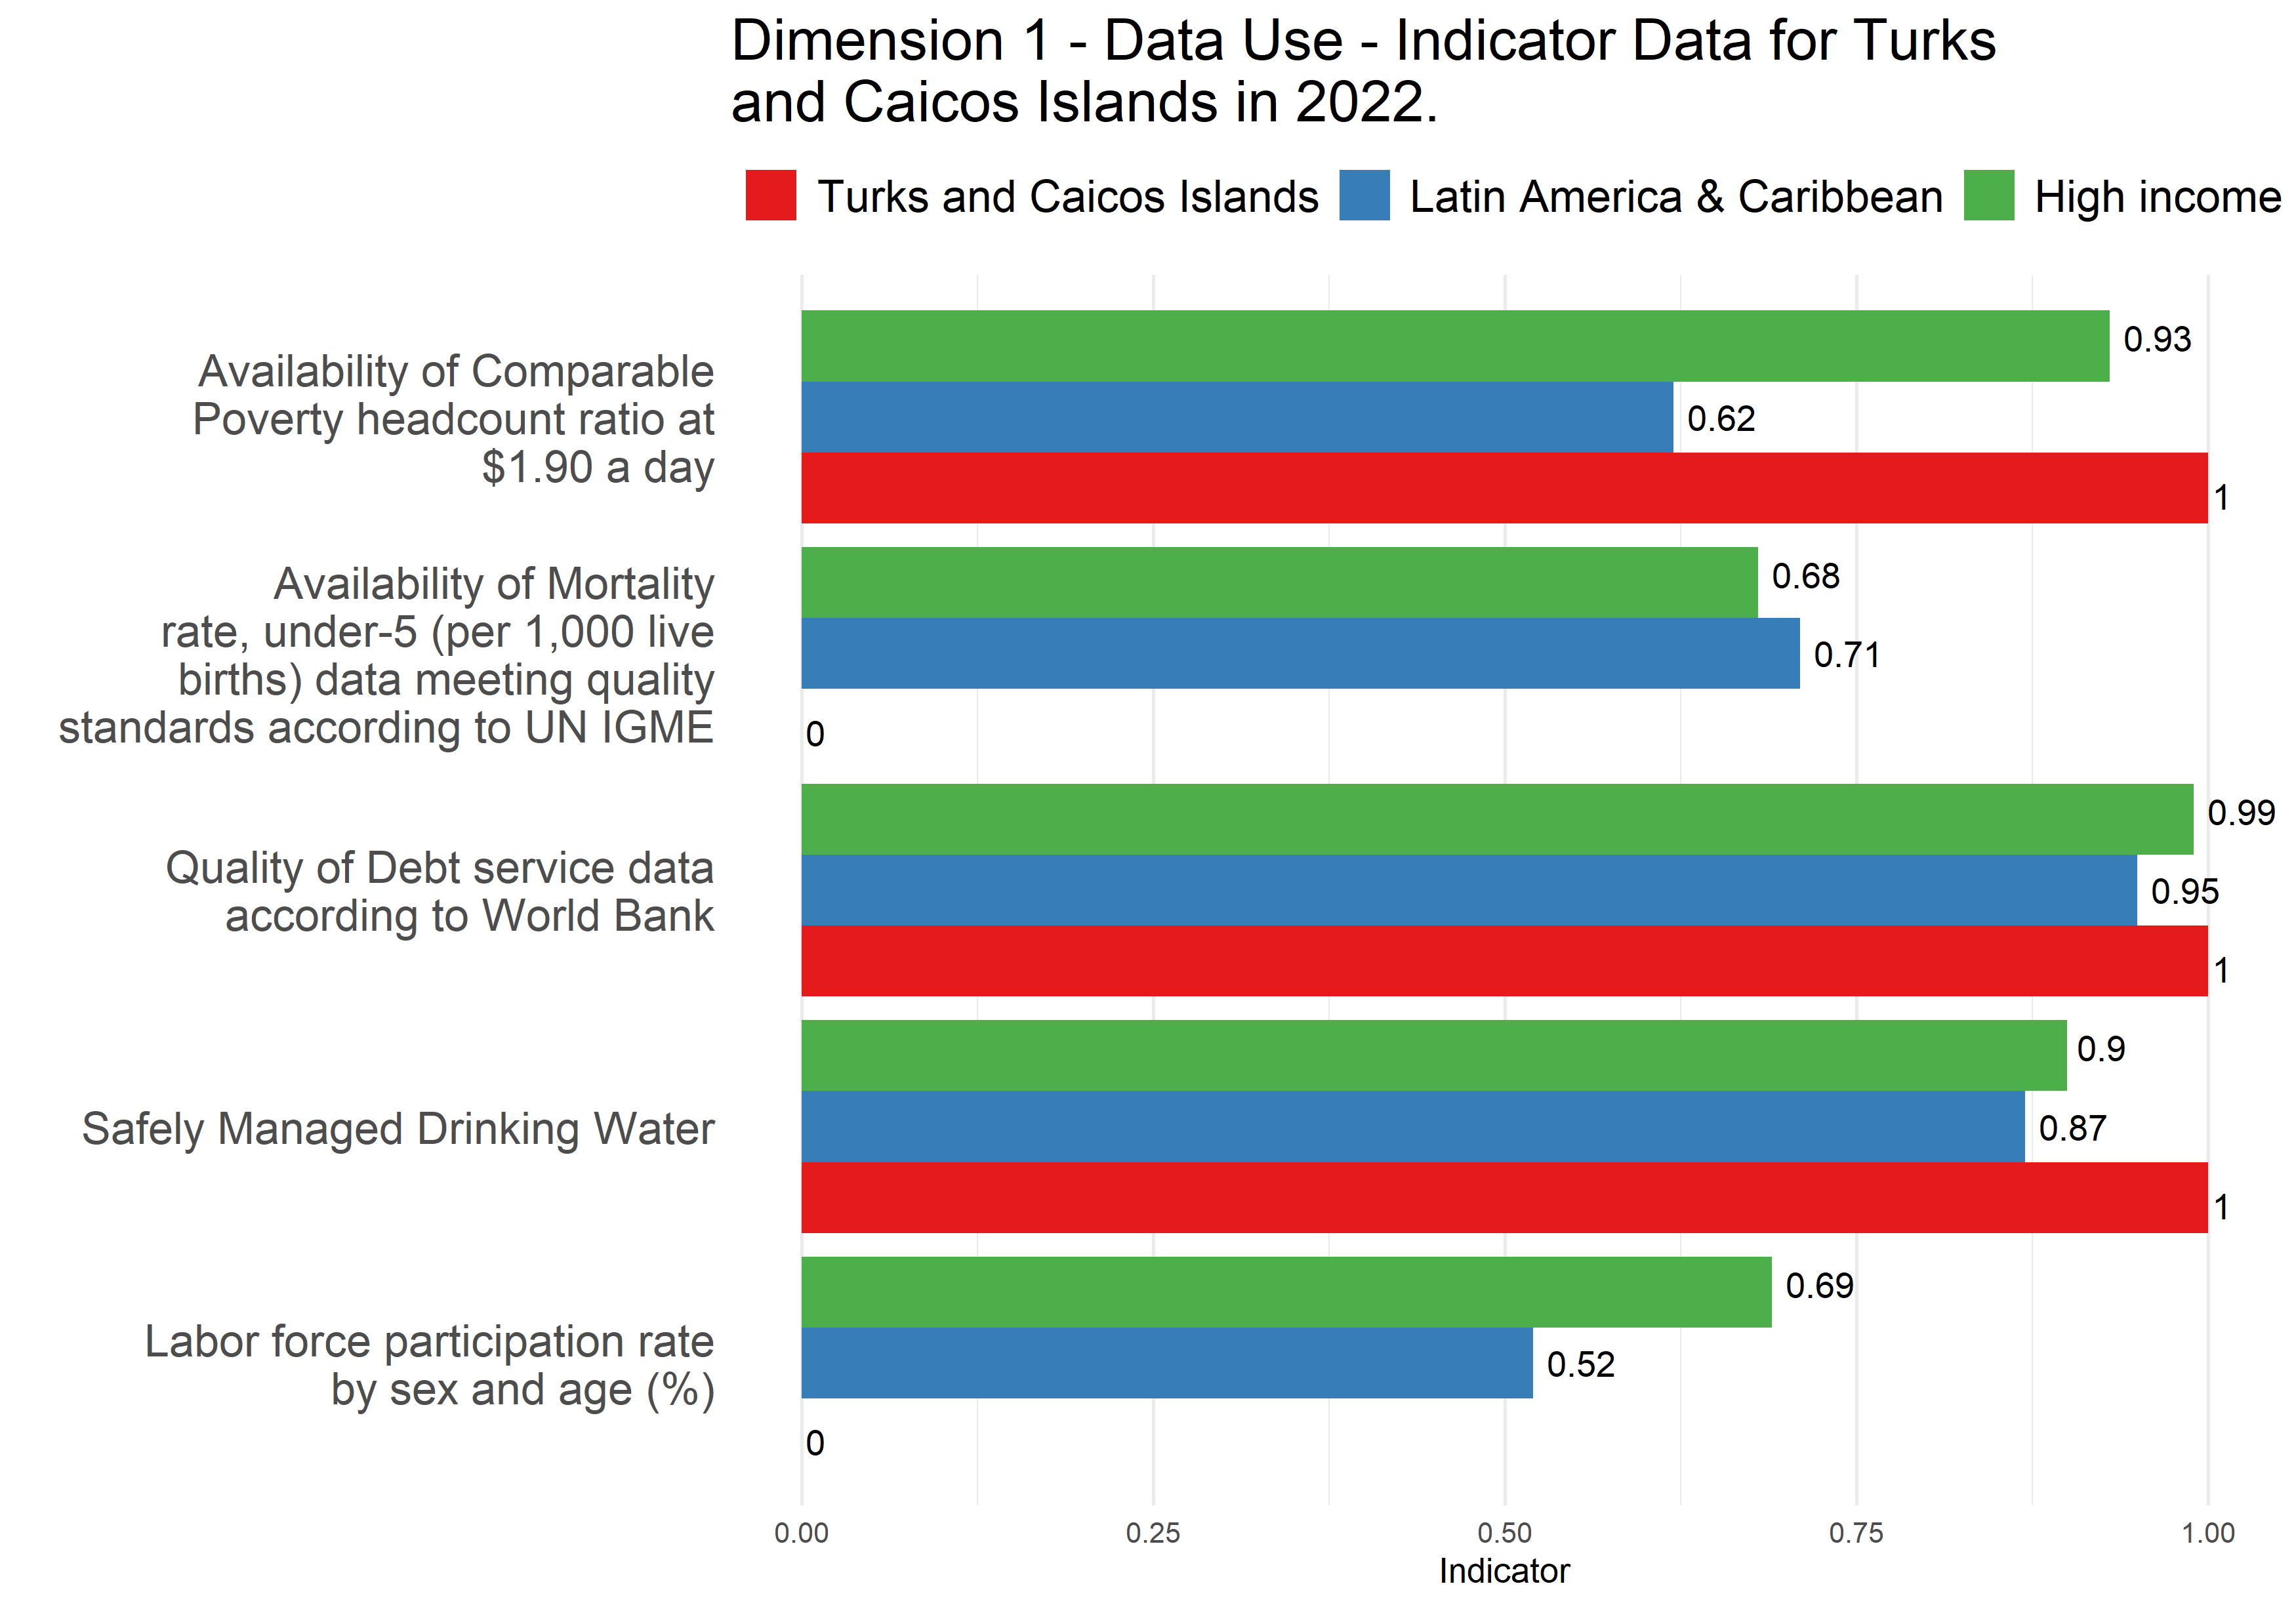 Dimension 1 - Data Use - Indicator Data for Turks
and Caicos Islands in 2022.
Turks and Caicos Islands
Latin America & Caribbean
High income
Availability of Comparable
Poverty headcount ratio at
$1.90 a day
0.93
0.62
1
Availability of Mortality
rate, under-5 (per 1,000 live
births) data meeting quality
standards according to UN IGME
0.68
0.71
0
Quality of Debt service data
according to World Bank
0.99
0.95
1
Safely Managed Drinking Water
0.9
0.87
1
Labor force participation rate
by sex and age (%)
0.69
0.52
0
0.00
0.25
0.50
0.75
1.00
Indicator